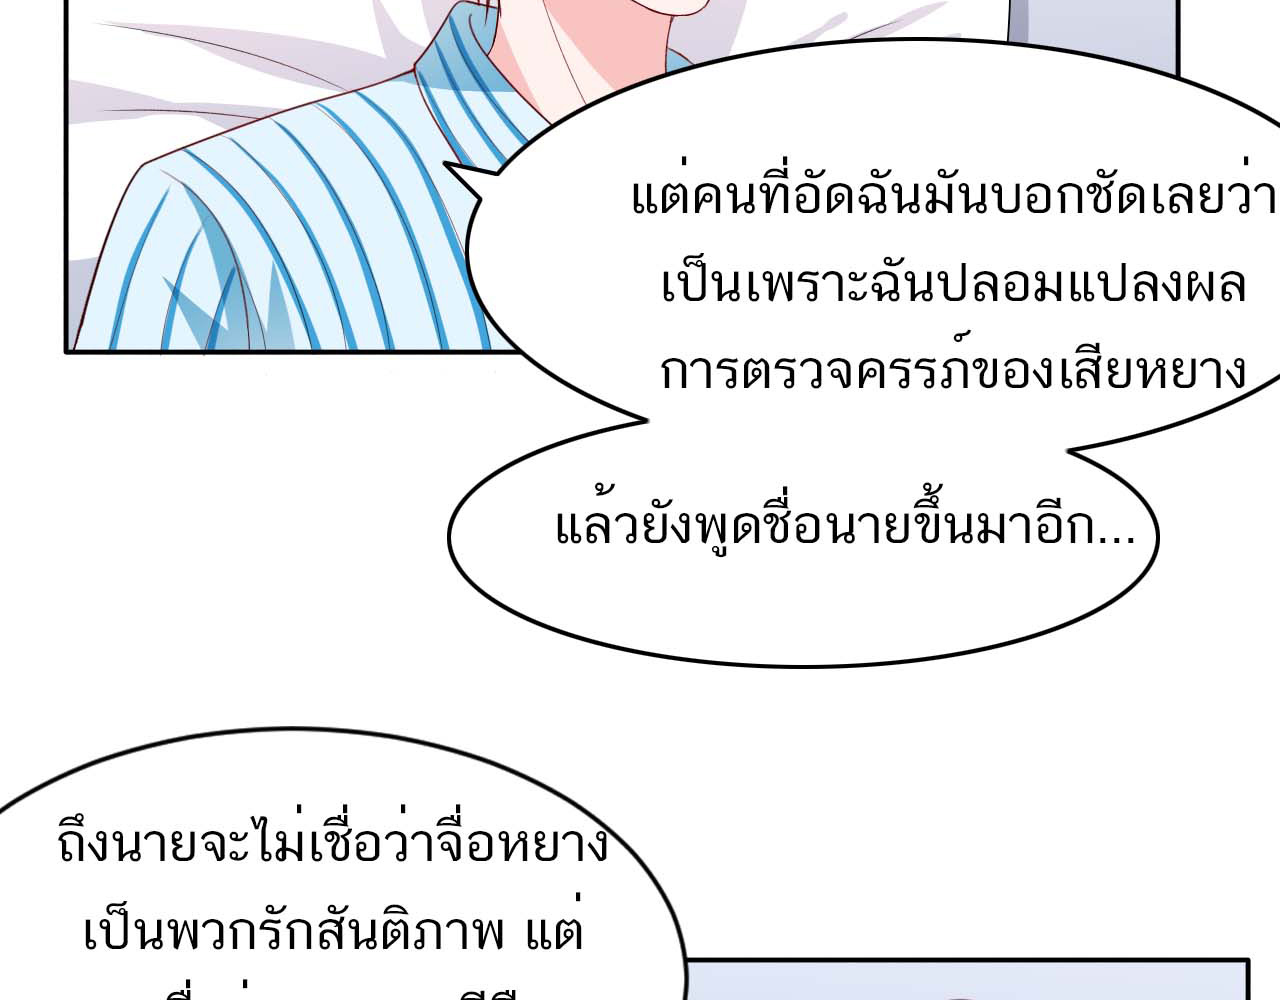 แต่คนที่อัดฉันมันบอกชัดเลยว่า
เป็นเพราะฉันปลอมแปลงผล
การตรวจครรภ์ของเสียหยาง
แล้วยังพูดชื่อนายขึ้นมาอีก...
ถึงนายจะไม่เชื่อว่าจื่อหยาง
เป็นพวกรักสันติภาพ แต่